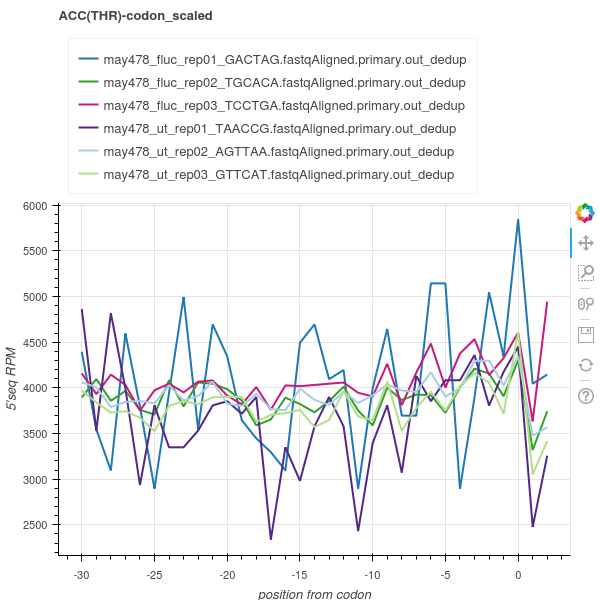 ACC(THR)-codon_scaled
may478_fluc_rep01_GACTAG.fastqAligned.primary.out_dedup
may478_fluc_rep02_TGCACA.fastqAligned.primary.out_dedup
may478_fluc_rep03_TCCTGA.fastqAligned.primary.out_dedup
may478_ut_rep01_TAACCG.fastqAligned.primary.out_dedup
may478_ut_rep02_AGTTAA.fastqAligned.primary.out_dedup
may478_ut_rep03_GTTCAT.fastqAligned.primary.out_dedup
6000
5500
5000
4500
4000
3500
3000
2500
5'seq RPM
-30 -25 -20 -15 -10 -5 0
position from codon